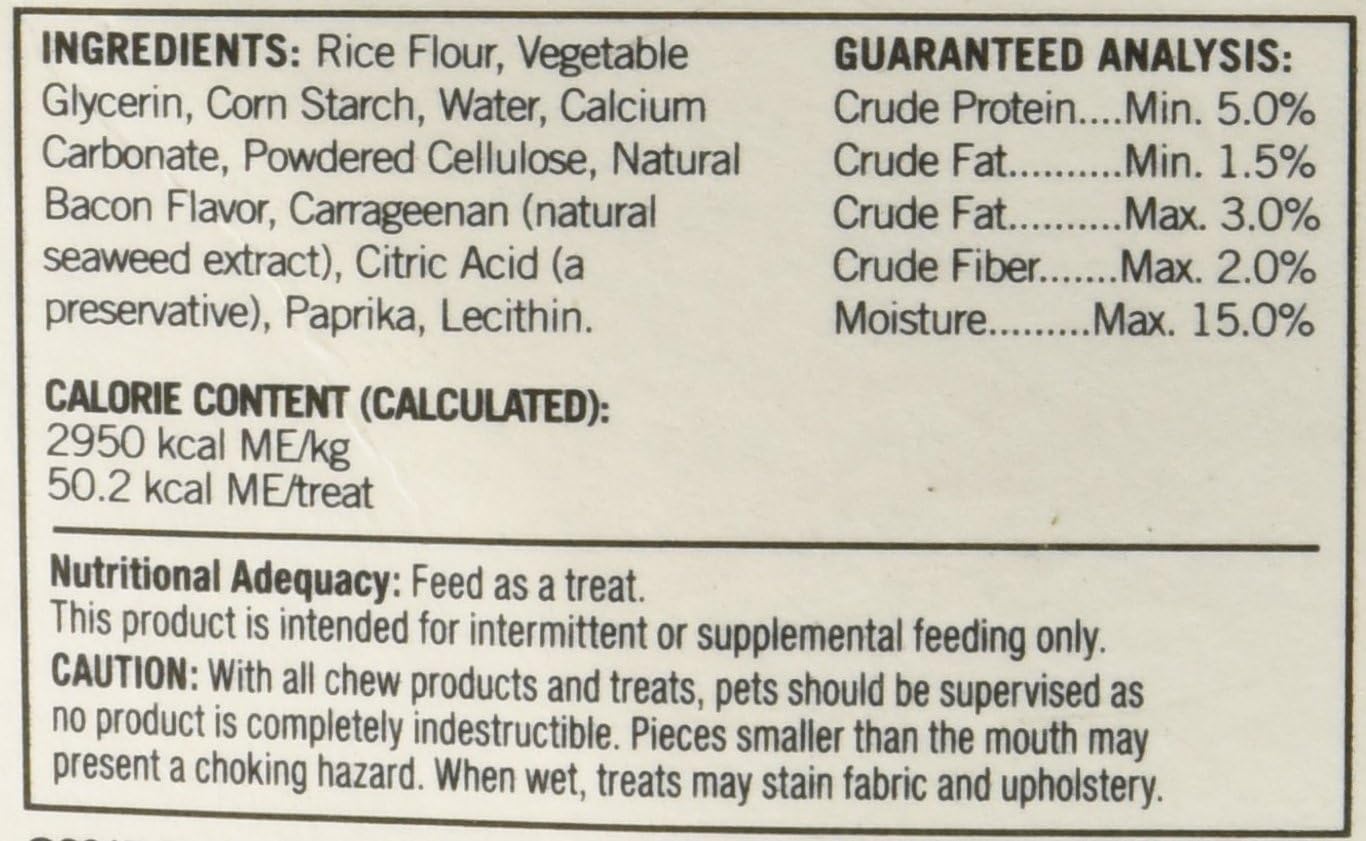 INGREDIENTS: Rice Flour, Vegetable
Glycerin, Corn Starch, Water, Calcium
Carbonate, Powdered Cellulose, Natural
Bacon Flavor, Carrageenan (natural
seaweed extract), Citric Acid (a
preservative), Paprika, Lecithin.
GUARANTEED ANALYSIS:
Crude Protein....Min. 5.0%
Crude Fat..........Min. 1.5%
Crude Fat..........Max. 3.0%
Crude Fiber.......Max. 2.0%
Moisture.........Max. 15.0%
CALORIE CONTENT (CALCULATED):
2950 kcal ME/kg
50.2 kcal ME/treat
Nutritional Adequacy: Feed as a treat.
This product is intended for intermittent or supplemental feeding only.
CAUTION: With all chew products and treats, pets should be supervised as
no product is completely indestructible. Pieces smaller than the mouth may
present a choking hazard. When wet, treats may stain fabric and upholstery.